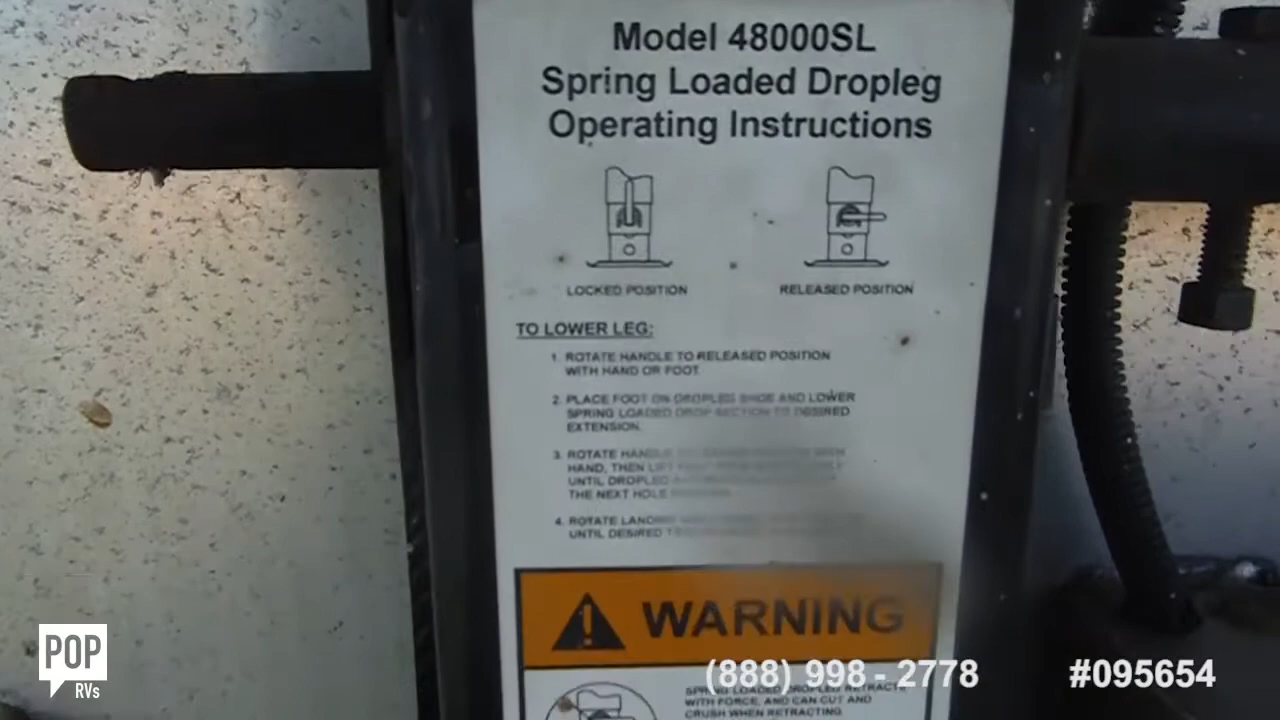 Model 48000SL
Spring Loaded Dropleg
Operating Instructions
LOCKED POSITION
RELEASED POSITION
TO LOWER LEG:
1. ROTATE HANDLE TO RELEASED POSITION
WITH HAND OR FOOT.
2. PLACE FOOT ON DROPLEG SHOE AND LOWER
SPRING LOADED DROP SECTION TO DESIRED
EXTENSION.
3. ROTATE HANDLE
HAND, THEN LIFT
UNTIL DROPLEG
THE NEXT HOLE
4. ROTATE LANDING
UNTIL DESIRED
WARNING
SPRING LOADED DROPLEG RETRACTS
WITH FORCE, AND CAN CUT AND
CRUSH WHEN RETRACTING.
(888) 998 - 2778
#095654
POP
RVs